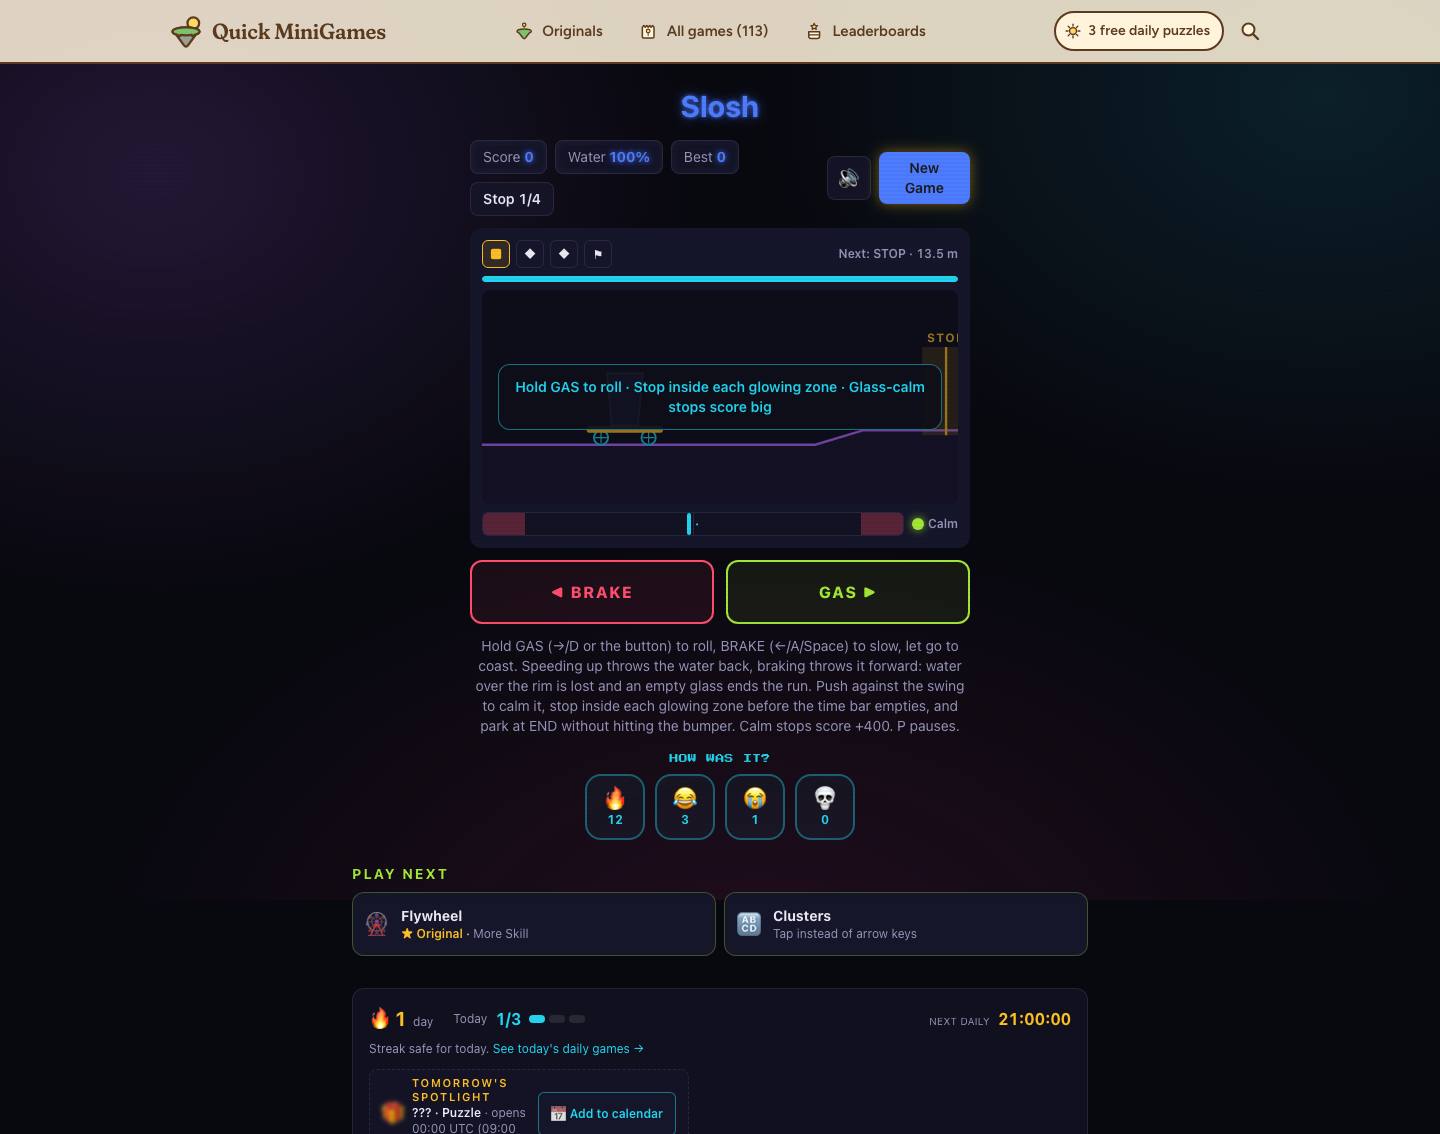 Quick MiniGames
Originals
All games (113)
Leaderboards
3 free daily puzzles
Slosh
Score 0
Water 100%
Best 0
Stop 1/4
New
Game
Next: STOP · 13.5 m
STOP
Hold GAS to roll · Stop inside each glowing zone · Glass-calm
stops score big
Calm
◀ BRAKE
GAS ▶
Hold GAS (→/D or the button) to roll, BRAKE (←/A/Space) to slow, let go to
coast. Speeding up throws the water back, braking throws it forward: water
over the rim is lost and an empty glass ends the run. Push against the swing
to calm it, stop inside each glowing zone before the time bar empties, and
park at END without hitting the bumper. Calm stops score +400. P pauses.
HOW WAS IT?
12
3
1
0
PLAY NEXT
Flywheel
★ Original · More Skill
Clusters
Tap instead of arrow keys
1 day
Today 1/3
NEXT DAILY 21:00:00
Streak safe for today. See today's daily games →
TOMORROW'S
SPOTLIGHT
??? · Puzzle · opens
00:00 UTC (09:00
Add to calendar